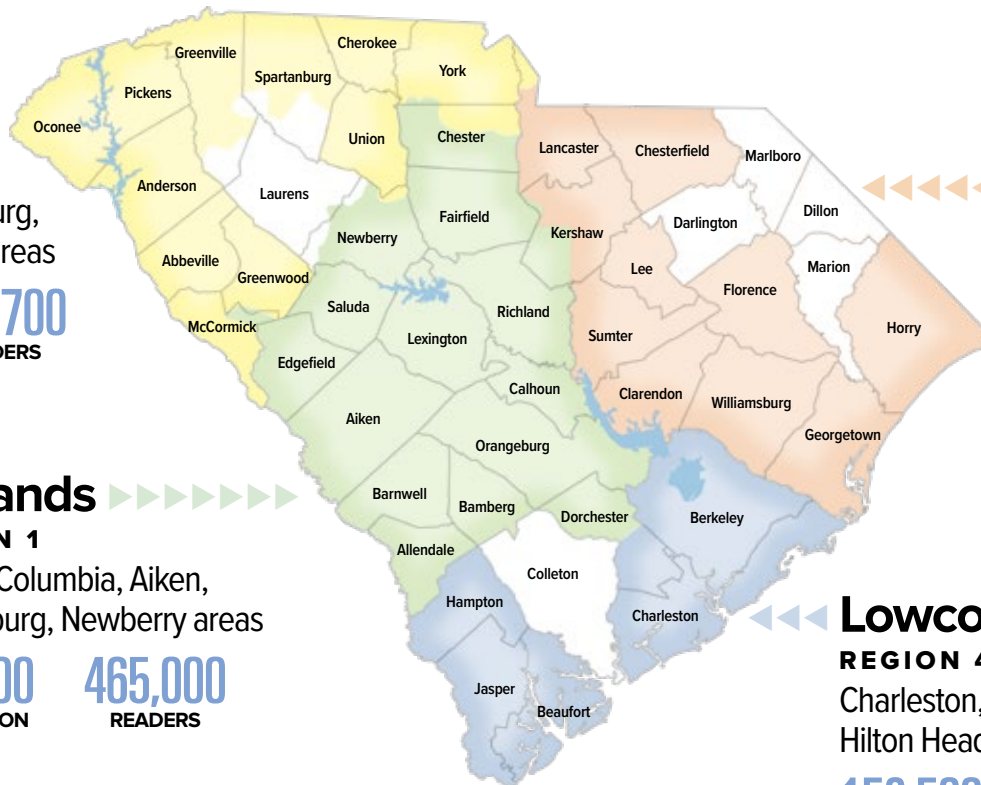 Cherokee
Greenville
York
Spartanburg
Pickens
Oconee
Union
Chester
Lancaster
Chesterfield
Marlboro
Anderson
Laurens
Dillon
urg,
Fairfield
Darlington
Newberry
Kershaw
reas
Abbeville
Greenwood
Lee
Marion
Florence
700
Saluda
Richland
McCormick
Lexington
Sumter
Horry
DERS
Edgefield
Calhoun
Clarendon
Williamsburg
Aiken
Georgetown
Orangeburg
ands
Barnwell
Bamberg
Dorchester
Berkeley
N 1
Allendale
Columbia, Aiken,
Colleton
burg, Newberry areas
Hampton
Charleston
Lowco
REGION 4
00 465,000
ON READERS
Jasper
Beaufort
Charleston,
Hilton Head